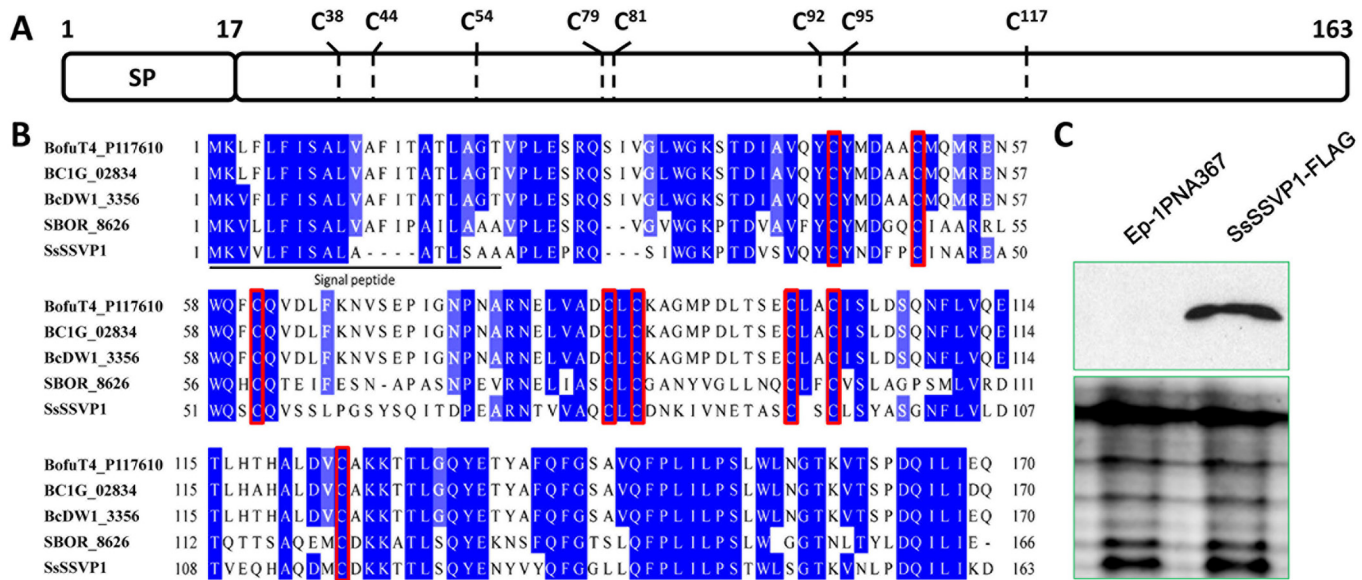 A
1 17 C38 C44 C54 C79 C81 C92 C95 C117 163
SP
B
BofuT4_P117610 1 MKLFLFISALVAFITATLAGTVPLESRQSIVGLWGKSTDIAVQYCYMDAACMQMREN 57
BC1G_02834 1 MKLFLFISALVAFITATLAGTVPLESRQSIVGLWGKSTDIAVQYCYMDAACMQMREN 57
BcDW1_3356 1 MKVFLFISALVAFITATLAGTVPLESRQSIVGLWGKSTDIAVQYCYMDAACMQMREN 57
SBOR_8626 1 MKVLLFISALVAFIPAILAAAVPLESRQ--VGVWGKPTDVAVFYCYMDGQCIAARRL 55
SsSSVP1 1 MKVVLFISALA----ATLSAAAPLEPRQ---SIWGKPTDVSVQYCYNDFPCINAREA 50
Signal peptide
BofuT4_P117610 58 WQFCQVDLFKNVSEPIGNPNARNELVADCLCKAGMPDLTSECLACISLDSQNFLVQE 114
BC1G_02834 58 WQFCQVDLFKNVSEPIGNPNARNELVADCLCKAGMPDLTSECLACISLDSQNFLVQE 114
BcDW1_3356 58 WQFCQVDLFKNVSEPIGNPNARNELVADCLCKAGMPDLTSECLACISLDSQNFLVQE 114
SBOR_8626 56 WQHCQTEIFESN-APASNPEVRNELIASCLCGANYVGLLNQCLFCVSLAGPSMLVRD 111
SsSSVP1 51 WQSCQVSSLPGSYSQITDPEARNTVVAQCLCDNKIVNETASC SCLSYASGNFLVLD 107
BofuT4_P117610 115 TLHTHALDVCAKKTTLGQYETYAFQFGSAVQFPLILPSLWLNGTKVTSPDQILIEQ 170
BC1G_02834 115 TLHAHALDVCAKKTTLGQYETYAFQFGSAVQFPLILPSLWLNGTKVTSPDQILIDQ 170
BcDW1_3356 115 TLHTHALDVCAKKTTLGQYETYAFQFGSAVQFPLILPSLWLNGTKVTSPDQILIEQ 170
SBOR_8626 112 TQTTSAQEMCDKKATLSQYEKNSFQFGTSLQFPLILPSLW GGTNLTYLDQILIE- 166
SsSSVP1 108 TVEQHAQDMCDKKTTLSQYENYVYQFGGLLQFPLILPSTWLSGTKVNLPDQILIKD 163
C
Ep-1PNA367
SsSSVP1-FLAG